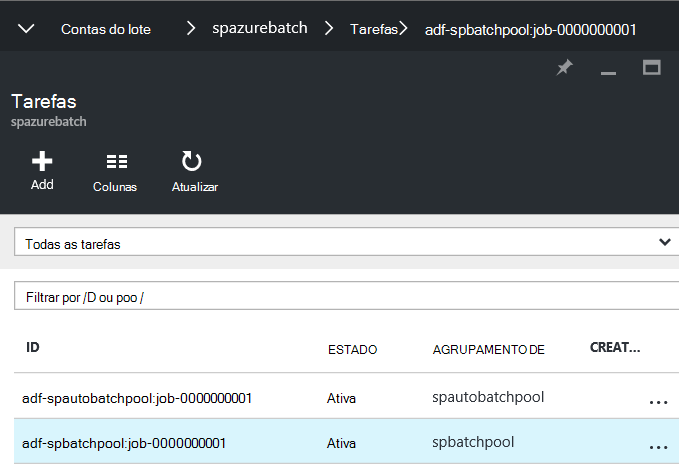 Contas do lote spazurebatch Tarefas adf-spbatchpool:job-0000000001
Tarefas
spazurebatch
Add Colunas Atualizar
Todas as tarefas
Filtrar por /D ou poo /
ID ESTADO AGRUPAMENTO DE CREAT...
adf-spautobatchpool:job-0000000001 Ativa spautobatchpool ...
adf-spbatchpool:job-0000000001 Ativa spbatchpool ...